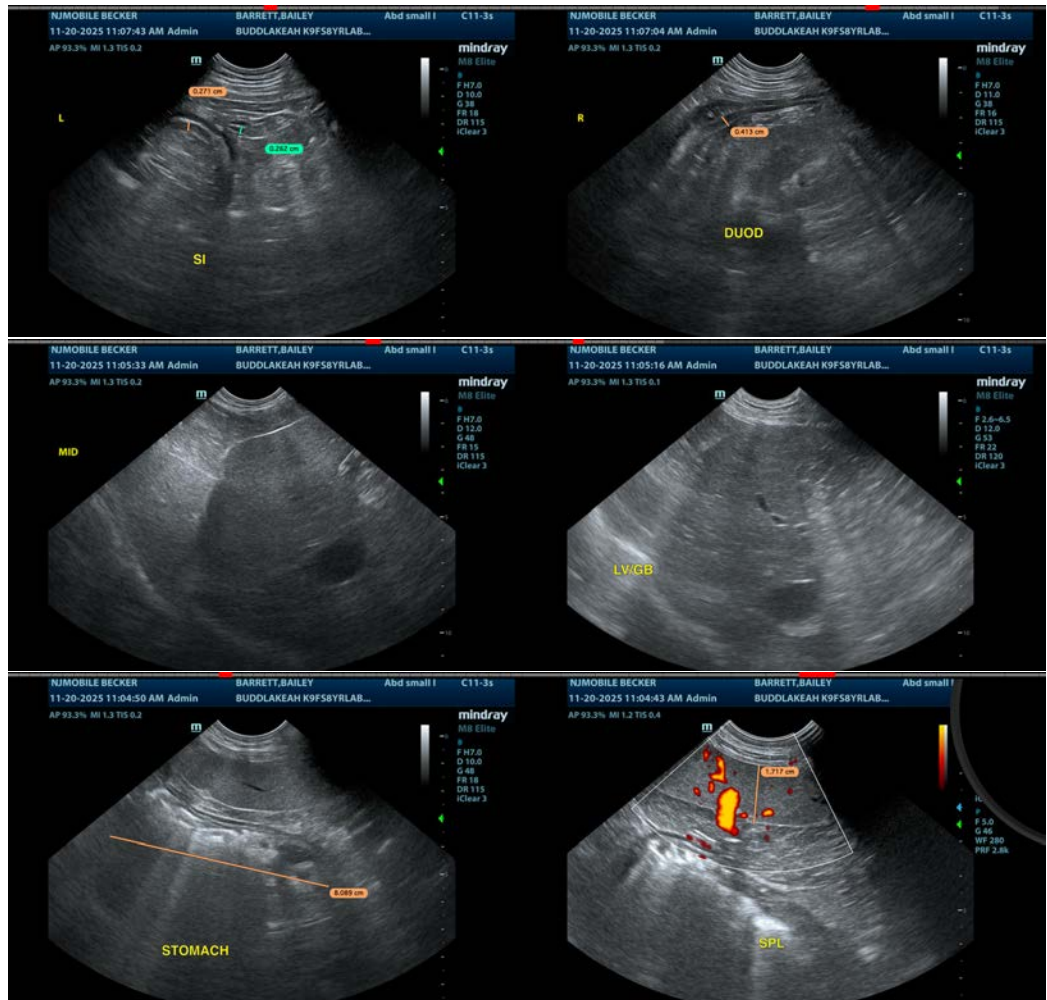 NJMOBILE BECKER BARRETT,BAILEY Abd small I C11-3s
11-20-2025 11:07:43 AM Admin BUDDLAKEAH K9FS8YRLAB...
AP 93.3% MI 1.3 TIS 0.2 mindray
M8 Elite
m
B
F H7.0
D 10.0
G 38
FR 18
DR 115
iClear 3
0.271 cm
L
0.262 cm
SI
NJMOBILE BECKER BARRETT,BAILEY Abd small I C11-3s
11-20-2025 11:07:04 AM Admin BUDDLAKEAH K9FS8YRLAB...
AP 93.3% MI 1.3 TIS 0.2 mindray
M8 Elite
m
B
F H7.0
D 11.0
G 38
FR 16
DR 115
iClear 3
R
0.413 cm
DUOD
10
NJMOBILE BECKER BARRETT,BAILEY Abd small I C11-3s
11-20-2025 11:05:33 AM Admin BUDDLAKEAH K9FS8YRLAB...
AP 93.3% MI 1.3 TIS 0.2 mindray
M8 Elite
m
B
F H7.0
D 12.0
G 48
FR 15
DR 115
iClear 3
MID
10
NJMOBILE BECKER BARRETT,BAILEY Abd small I C11-3s
11-20-2025 11:05:16 AM Admin BUDDLAKEAH K9FS8YRLAB...
AP 93.3% MI 1.3 TIS 0.1 mindray
M8 Elite
m
B
F 2.6-6.5
D 12.0
G 53
FR 22
DR 120
iClear 3
LV/GB
10
NJMOBILE BECKER BARRETT,BAILEY Abd small I C11-3s
11-20-2025 11:04:50 AM Admin BUDDLAKEAH K9FS8YRLAB...
AP 93.3% MI 1.3 TIS 0.2 mindray
M8 Elite
m
B
F H7.0
D 10.0
G 48
FR 18
DR 115
iClear 3
8.089 cm
STOMACH
NJMOBILE BECKER BARRETT,BAILEY Abd small I
11-20-2025 11:04:43 AM Admin BUDDLAKEAH K9FS8YRLAB...
AP 93.3% MI 1.2 TIS 0.4
m
1.717 cm
F 5.0
G 46
WF 280
PRF 2.8k
SPL